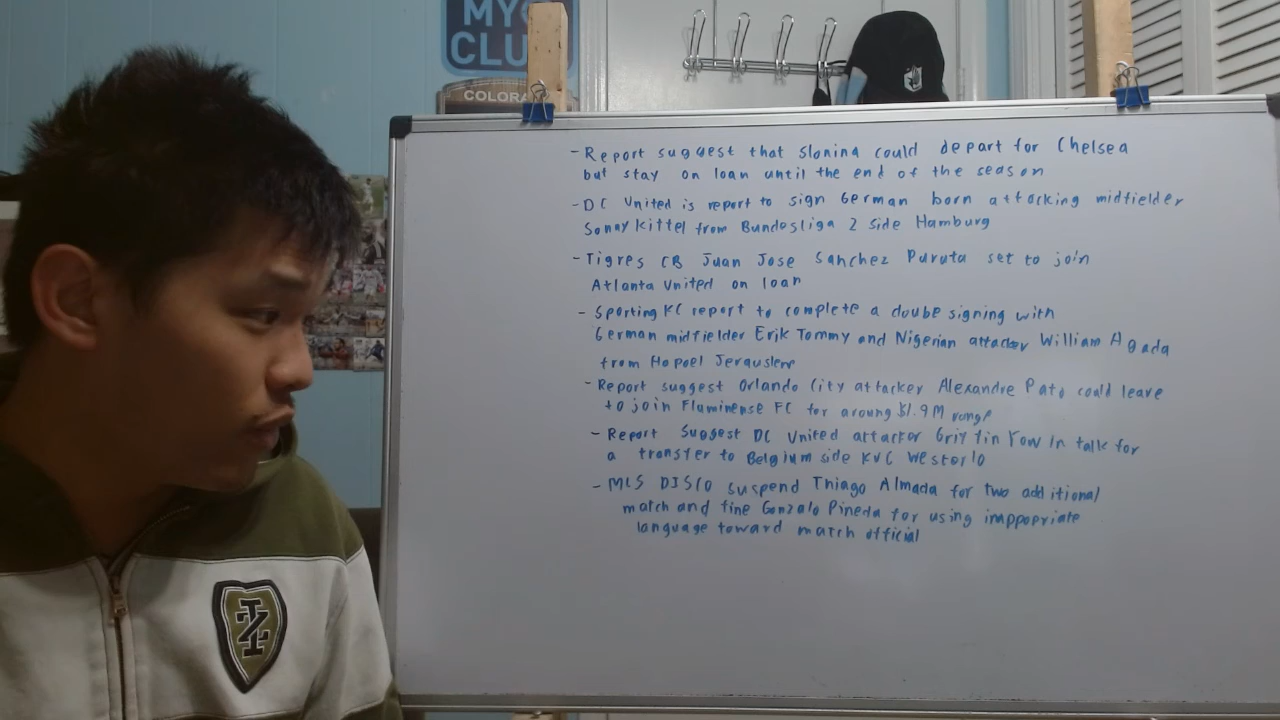 MY
CLU
COLORA
- Report suggest that slonina could depart for Chelsea
but stay on loan until the end of the season
- DC United is report to sign German born attacking midfielder
Sonny Kittel from Bundesliga 2 side Hamburg
- Tigres CB Juan Jose Sanchez Puruta set to join
Atlanta United on loan
- Sporting KC report to complete a doube signing with
German midfielder Erik Tommy and Nigerian attacker William Agada
from Hapoel Jerauslem
- Report suggest Orlando City attacker Alexandre Pato could leave
to join Fluminense FC for aroung $1.9M range
- Report Suggest DC United attacker Griffin Yow in talk for
a transfer to Belgium side KVC Westerlo
- MLS DISCO suspend Thiago Almada for two additional
match and fine Gonzalo Pineda for using inappopriate
language toward match official